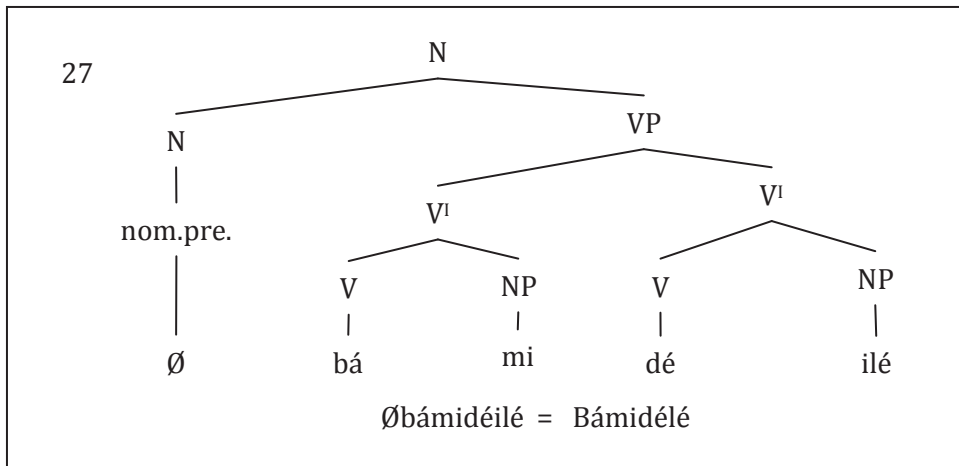 27
N
N VP
nom.pre. Vᴵ Vᴵ
V NP V NP
Ø bá mi dé ilé
Øbámidéilé = Bámidélé